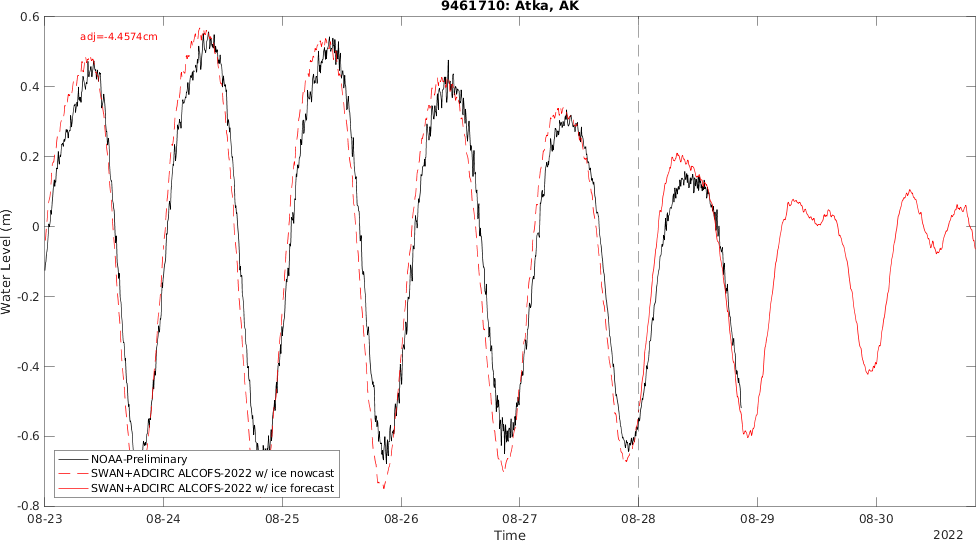 9461710: Atka, AK
adj=-4.4574cm
0.6
0.4
0.2
0
-0.2
-0.4
-0.6
-0.8
Water Level (m)
NOAA-Preliminary
SWAN+ADCIRC ALCOFS-2022 w/ ice nowcast
SWAN+ADCIRC ALCOFS-2022 w/ ice forecast
08-23 08-24 08-25 08-26 08-27 08-28 08-29 08-30
Time
2022